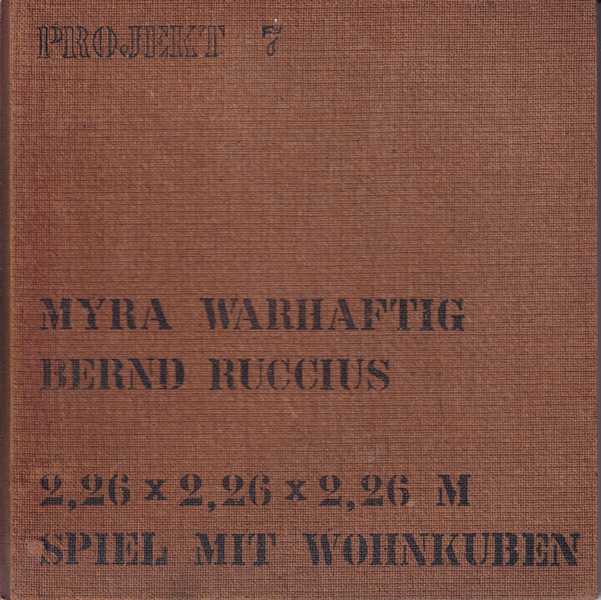 PROJEKT 7
MYRA WARHAFTIG
BERND RUCCIUS
2,26 x 2,26 x 2,26 M
SPIEL MIT WOHNKUBEN